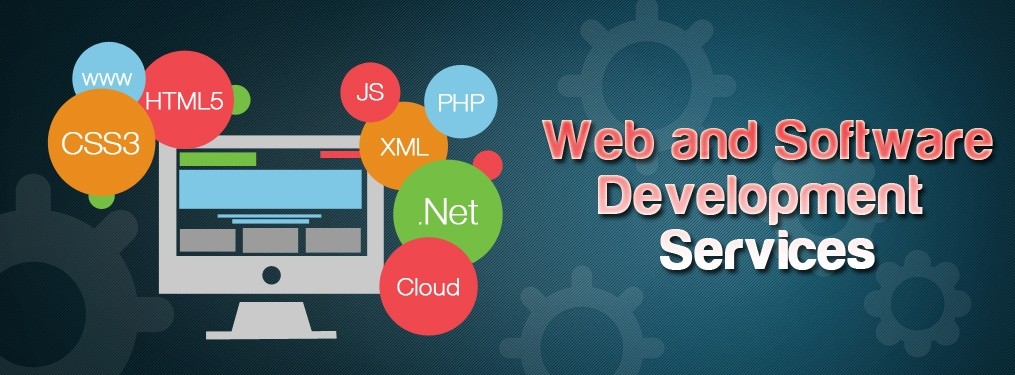 www
HTML5
CSS3
JS
PHP
XML
.Net
Cloud
Web and Software
Development
Services